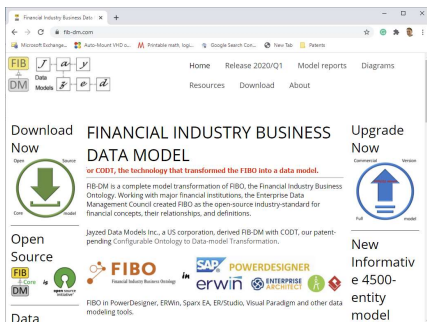 Financial Industry Business Data
fib-dm.com
Microsoft Exchange... Auto-Mount VHD o... Printable math, logi... Google Search Con... New Tab Patents
FIB DM
J a y
Data Models
z e d
Home Release 2020/Q1 Model reports Diagrams
Resources Download About
Download Now
Open Source
Core model
Open Source
FIB DM Core is open source initiative
Data
FINANCIAL INDUSTRY BUSINESS
DATA MODEL
or CODT, the technology that transformed the FIBO into a data model.
FIB-DM is a complete model transformation of FIBO, the Financial Industry Business
Ontology. Working with major financial institutions, the Enterprise Data
Management Council created FIBO as the open-source industry-standard for
financial concepts, their relationships, and definitions.
Jayzed Data Models Inc., a US corporation, derived FIB-DM with CODT, our patent-
pending Configurable Ontology to Data-model Transformation.
FIBO
Financial Industry Business Ontology
in
SAP POWERDESIGNER
erwin ENTERPRISE ARCHITECT
FIBO in PowerDesigner, ERWin, Sparx EA, ER/Studio, Visual Paradigm and other data
modeling tools.
Upgrade
Now
Commercial Version
Full model
New
Informativ
e 4500-
entity
model